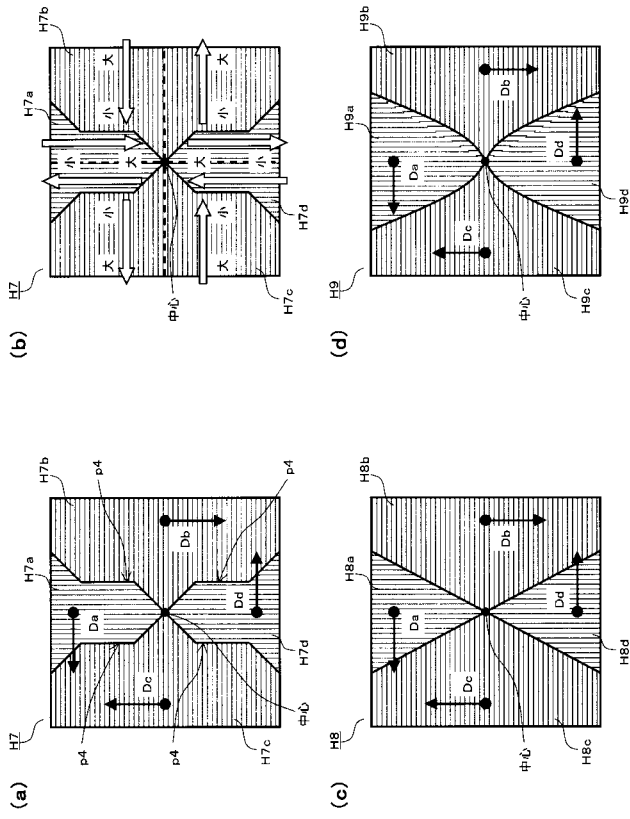 (a)
H7
H7a
H7b
p4
p4
Da
Db
Dc
Dd
p4
p4
H7c
H7d
中心
(b)
H7
H7a
H7b
大
小
小
大
小
大
大
小
大
小
小
大
中心
H7c
H7d
(c)
H8
H8a
H8b
Da
Db
Dc
Dd
中心
H8c
H8d
(d)
H9
H9a
H9b
Da
Db
Dc
Dd
中心
H9c
H9d